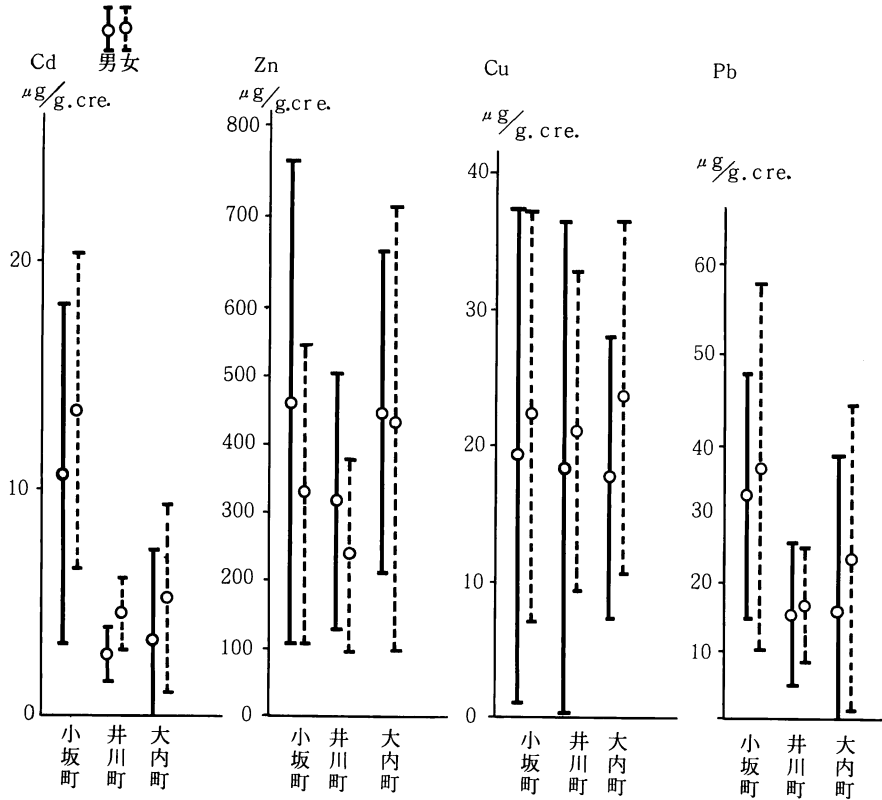 男 女
Cd
μg/g.cre.
20
10
0
小坂町
井川町
大内町
Zn
μg/g.cre.
800
700
600
500
400
300
200
100
0
小坂町
井川町
大内町
Cu
μg/g.cre.
40
30
20
10
0
小坂町
井川町
大内町
Pb
μg/g.cre.
60
50
40
30
20
10
小坂町
井川町
大内町